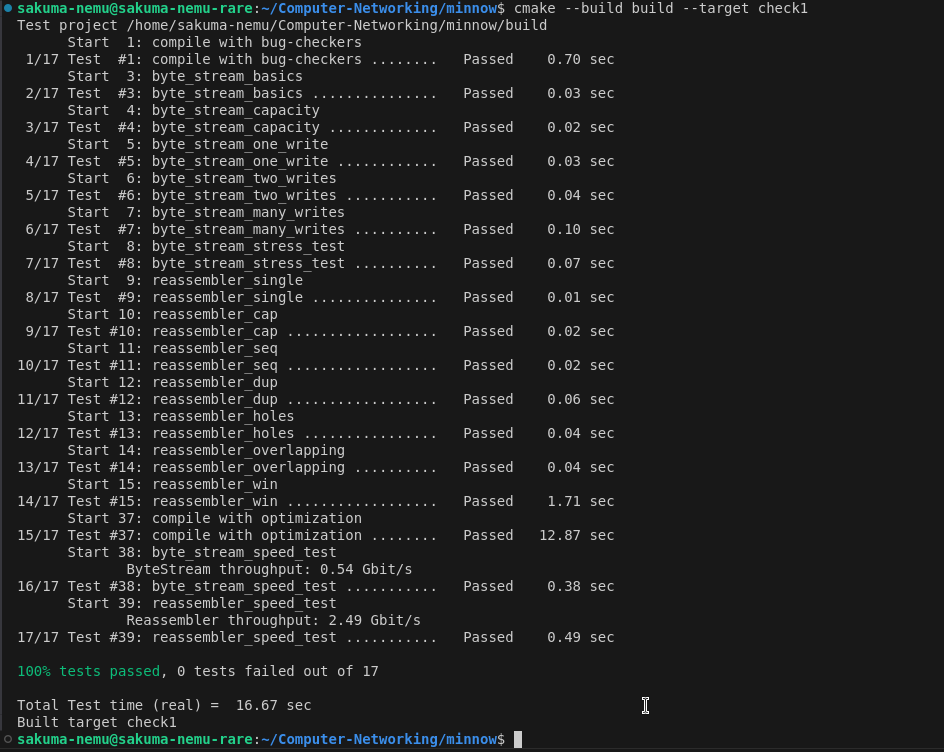 sakuma-nemu@sakuma-nemu-rare:~/Computer-Networking/minnow$ cmake --build build --target check1
Test project /home/sakuma-nemu/Computer-Networking/minnow/build
      Start  1: compile with bug-checkers
 1/17 Test  #1: compile with bug-checkers ........   Passed    0.70 sec
      Start  3: byte_stream_basics
 2/17 Test  #3: byte_stream_basics ...............   Passed    0.03 sec
      Start  4: byte_stream_capacity
 3/17 Test  #4: byte_stream_capacity .............   Passed    0.02 sec
      Start  5: byte_stream_one_write
 4/17 Test  #5: byte_stream_one_write ............   Passed    0.03 sec
      Start  6: byte_stream_two_writes
 5/17 Test  #6: byte_stream_two_writes ...........   Passed    0.04 sec
      Start  7: byte_stream_many_writes
 6/17 Test  #7: byte_stream_many_writes ..........   Passed    0.10 sec
      Start  8: byte_stream_stress_test
 7/17 Test  #8: byte_stream_stress_test ..........   Passed    0.07 sec
      Start  9: reassembler_single
 8/17 Test  #9: reassembler_single ...............   Passed    0.01 sec
      Start 10: reassembler_cap
 9/17 Test #10: reassembler_cap ..................   Passed    0.02 sec
      Start 11: reassembler_seq
10/17 Test #11: reassembler_seq ..................   Passed    0.02 sec
      Start 12: reassembler_dup
11/17 Test #12: reassembler_dup ..................   Passed    0.06 sec
      Start 13: reassembler_holes
12/17 Test #13: reassembler_holes ................   Passed    0.04 sec
      Start 14: reassembler_overlapping
13/17 Test #14: reassembler_overlapping ..........   Passed    0.04 sec
      Start 15: reassembler_win
14/17 Test #15: reassembler_win ..................   Passed    1.71 sec
      Start 37: compile with optimization
15/17 Test #37: compile with optimization ........   Passed   12.87 sec
      Start 38: byte_stream_speed_test
             ByteStream throughput: 0.54 Gbit/s
16/17 Test #38: byte_stream_speed_test ...........   Passed    0.38 sec
      Start 39: reassembler_speed_test
             Reassembler throughput: 2.49 Gbit/s
17/17 Test #39: reassembler_speed_test ...........   Passed    0.49 sec
100% tests passed, 0 tests failed out of 17
Total Test time (real) =  16.67 sec
Built target check1
sakuma-nemu@sakuma-nemu-rare:~/Computer-Networking/minnow$